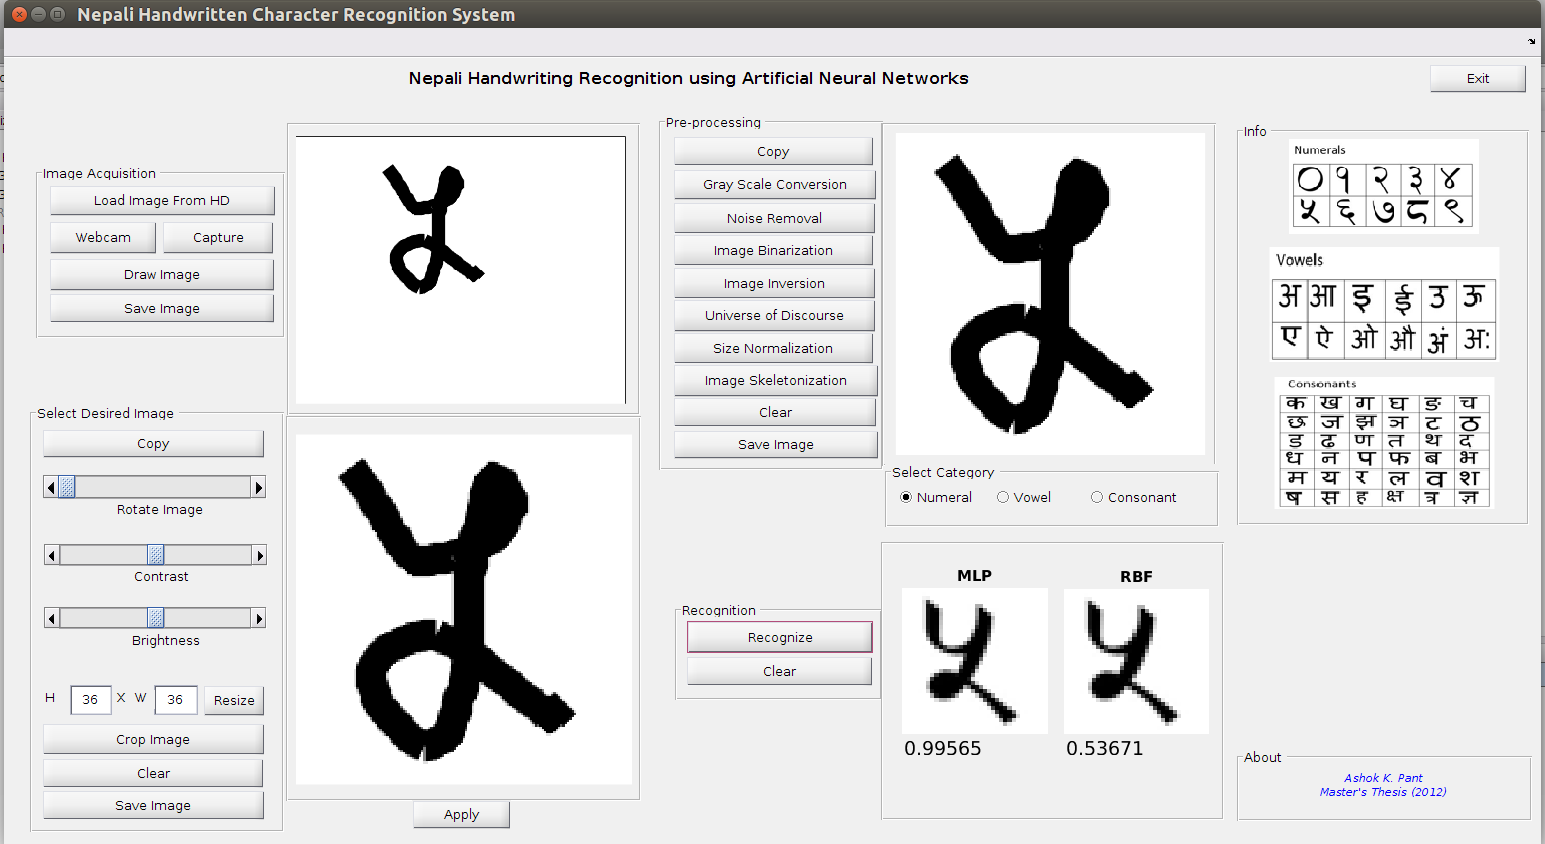 Nepali Handwritten Character Recognition System
Nepali Handwriting Recognition using Artificial Neural Networks
Exit
Image Acquisition
Load Image From HD
Webcam Capture
Draw Image
Save Image
Select Desired Image
Copy
Rotate Image
Contrast
Brightness
H 36 X W 36 Resize
Crop Image
Clear
Save Image
५
५
Apply
Pre-processing
Copy
Gray Scale Conversion
Noise Removal
Image Binarization
Image Inversion
Universe of Discourse
Size Normalization
Image Skeletonization
Clear
Save Image
५
Select Category
Numeral Vowel Consonant
Recognition
Recognize
Clear
MLP RBF
५ ५
0.99565 0.53671
Info
Numerals
० १ २ ३ ४
५ ६ ७ ८ ९
Vowels
अ आ इ ई उ ऊ
ए ऐ ओ औ अं अः
Consonants
क ख ग घ ङ च
छ ज झ ञ ट ठ
ड ढ ण त थ द
ध न प फ ब भ
म य र ल व श
ष स ह क्ष त्र ज्ञ
About
Ashok K. Pant
Master's Thesis (2012)